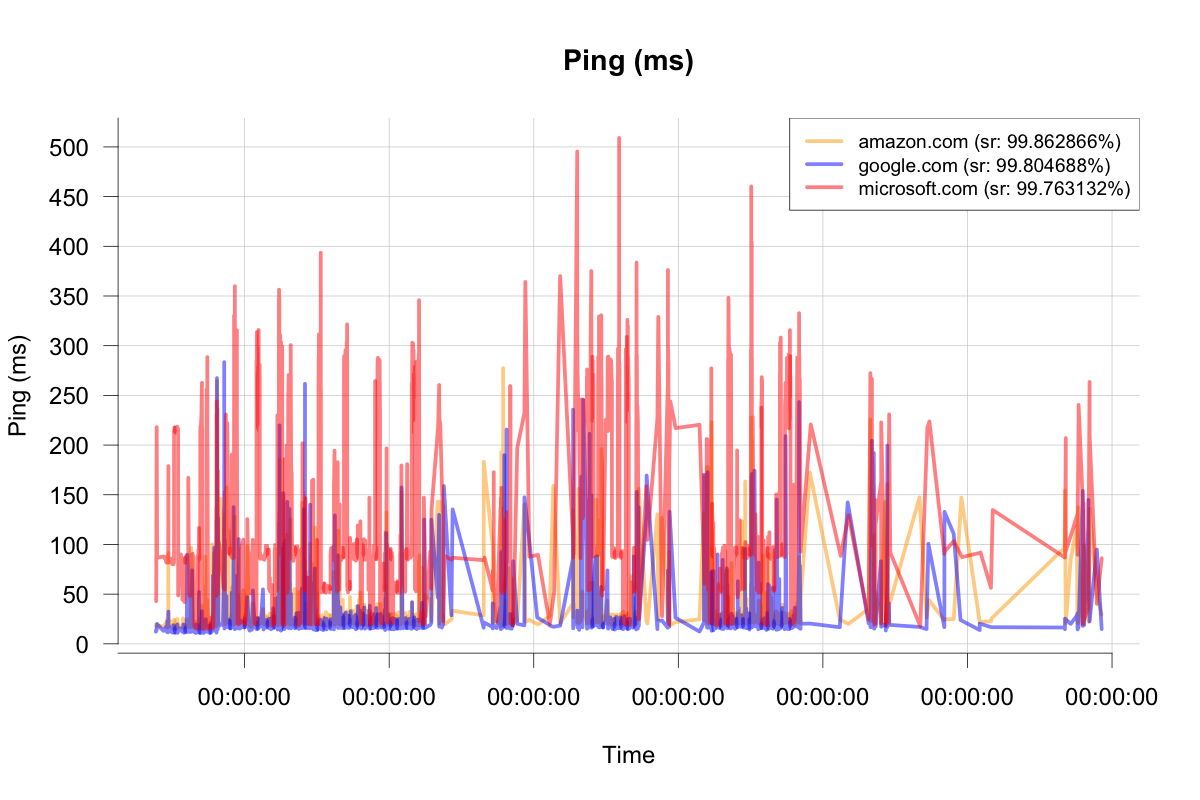 Ping (ms)
amazon.com (sr: 99.862866%)
google.com (sr: 99.804688%)
microsoft.com (sr: 99.763132%)
500
450
400
350
300
250
200
150
100
50
0
Ping (ms)
00:00:00 00:00:00 00:00:00 00:00:00 00:00:00 00:00:00 00:00:00
Time